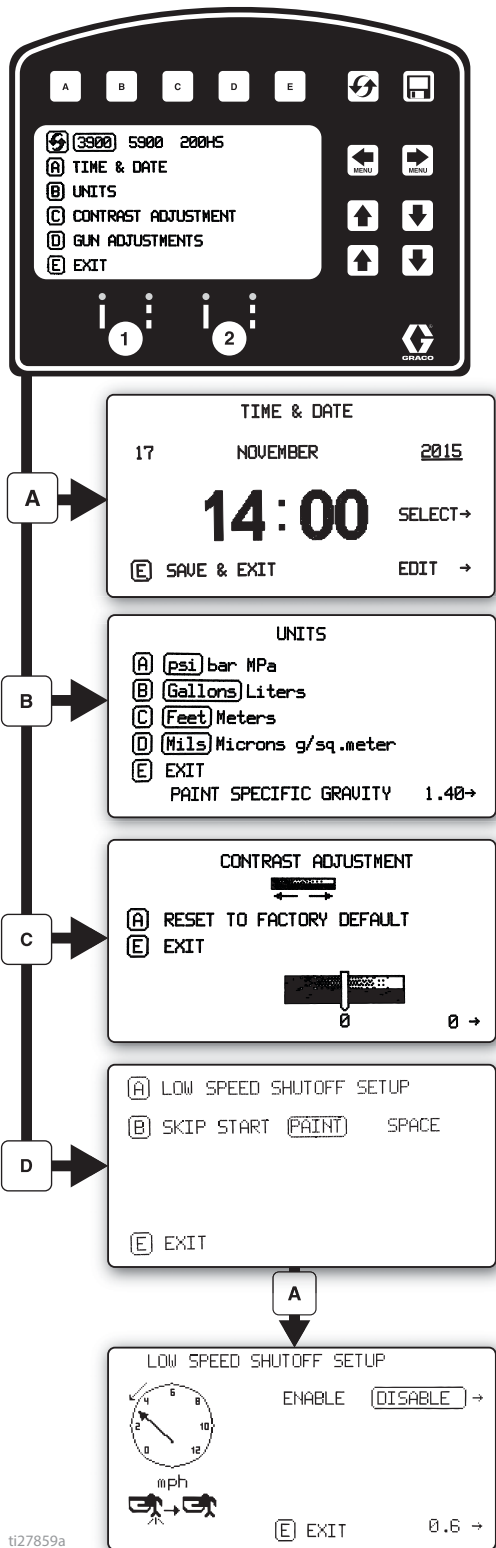 A B C D E
3900 5900 200HS
A TIME & DATE
B UNITS
C CONTRAST ADJUSTMENT
D GUN ADJUSTMENTS
E EXIT
MENU MENU
1 2
GRACO
A
TIME & DATE
17 NOVEMBER 2015
14:00
SELECT→
E SAVE & EXIT EDIT →
B
UNITS
A psi bar MPa
B Gallons Liters
C Feet Meters
D Mils Microns g/sq.meter
E EXIT
PAINT SPECIFIC GRAVITY 1.40→
C
CONTRAST ADJUSTMENT
A RESET TO FACTORY DEFAULT
E EXIT
0 0 →
D
A LOW SPEED SHUTOFF SETUP
B SKIP START PAINT SPACE
E EXIT
A
LOW SPEED SHUTOFF SETUP
ENABLE DISABLE →
0 2 4 6 8 10 12
mph
E EXIT 0.6 →
ti27859a